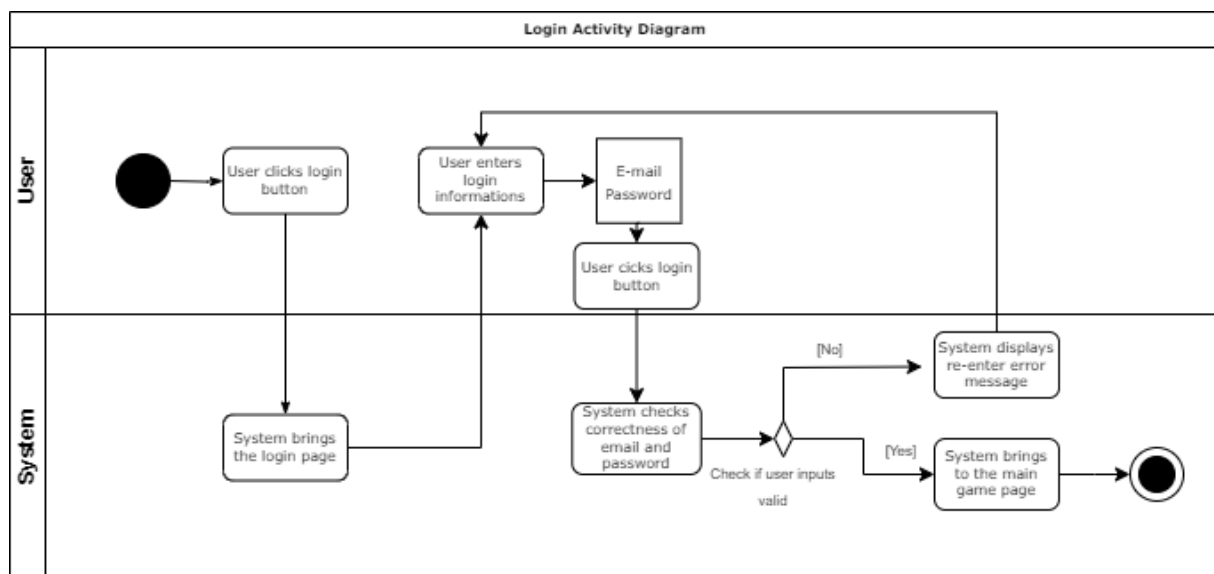 Login Activity Diagram
User
User clicks login
button
User enters
login
informations
E-mail
Password
User cicks login
button
System
System brings
the login page
System checks
correctness of
email and
password
Check if user inputs
valid
[No]
System displays
re-enter error
message
[Yes]
System brings
to the main
game page